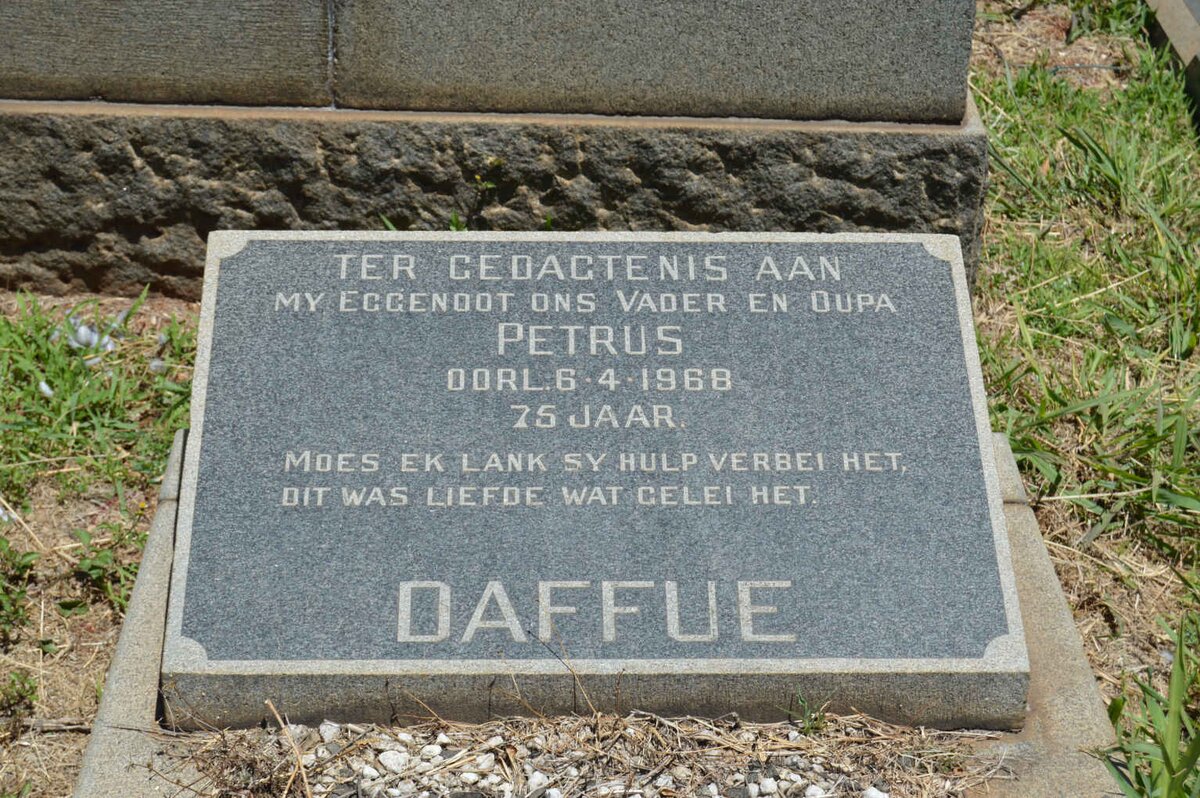 TER GEDAGTENIS AAN
MY EGGENOOT ONS VADER EN OUPA
PETRUS
OORL. 6·4·1968
75 JAAR.
MOES EK LANK SY HULP VERBEI HET,
DIT WAS LIEFDE WAT GELEI HET.
DAFFUE